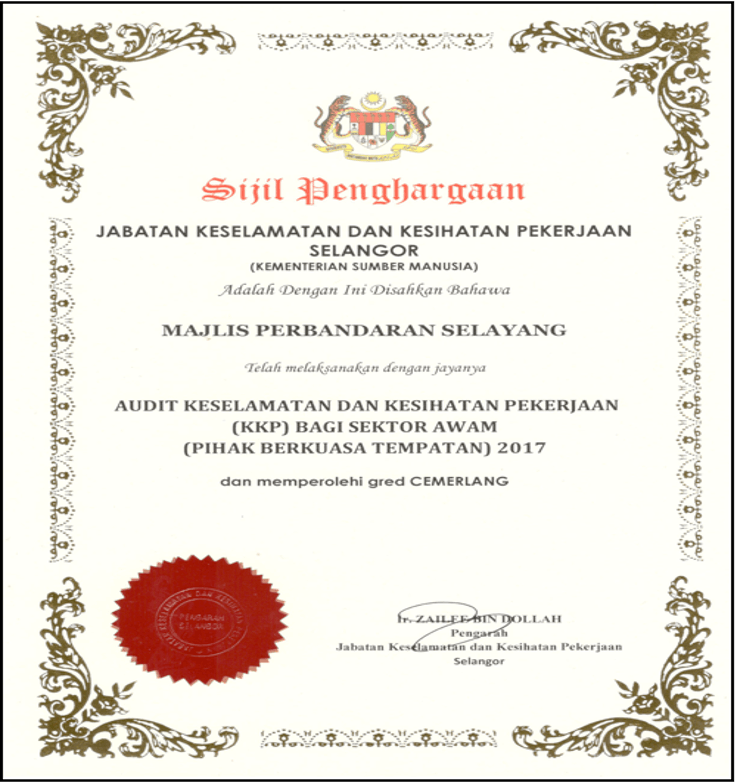 Sijil Penghargaan
JABATAN KESELAMATAN DAN KESIHATAN PEKERJAAN
SELANGOR
(KEMENTERIAN SUMBER MANUSIA)
Adalah Dengan Ini Disahkan Bahawa
MAJLIS PERBANDARAN SELAYANG
Telah melaksanakan dengan jayanya
AUDIT KESELAMATAN DAN KESIHATAN PEKERJAAN
(KKP) BAGI SEKTOR AWAM
(PIHAK BERKUASA TEMPATAN) 2017
dan memperolehi gred CEMERLANG
PENGARAH
SELANGOR
Ir. ZAILEE BIN DOLLAH
Pengarah
Jabatan Keselamatan dan Kesihatan Pekerjaan
Selangor